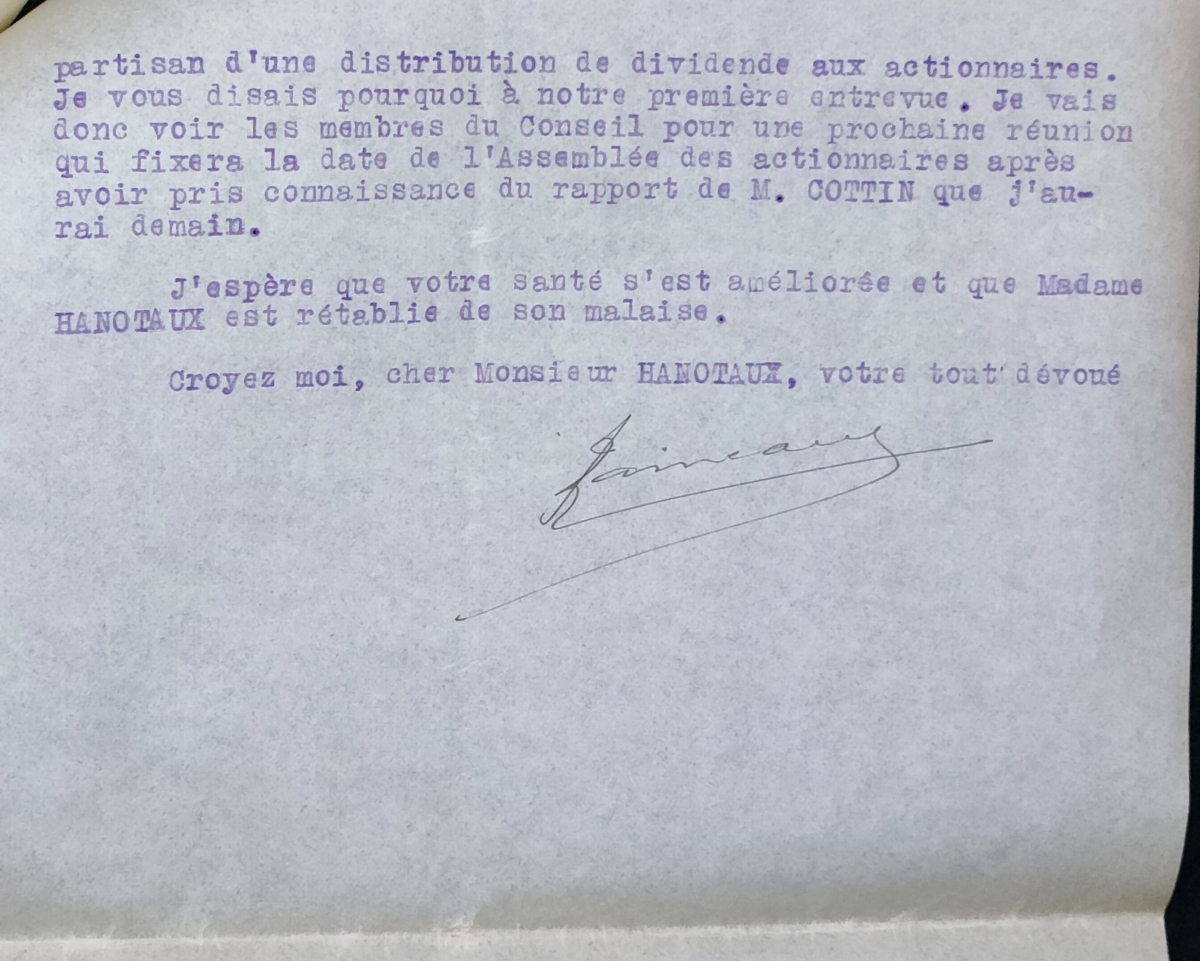 partisan d'une distribution de dividende aux actionnaires.
Je vous disais pourquoi à notre première entrevue. Je vais
donc voir les membres du Conseil pour une prochaine réunion
qui fixera la date de l'Assemblée des actionnaires après
avoir pris connaissance du rapport de M. COTTIN que j'au-
rai demain.
J'espère que votre santé s'est améliorée et que Madame
HANOTAUX est rétablie de son malaise.
Croyez moi, cher Monsieur HANOTAUX, votre tout dévoué